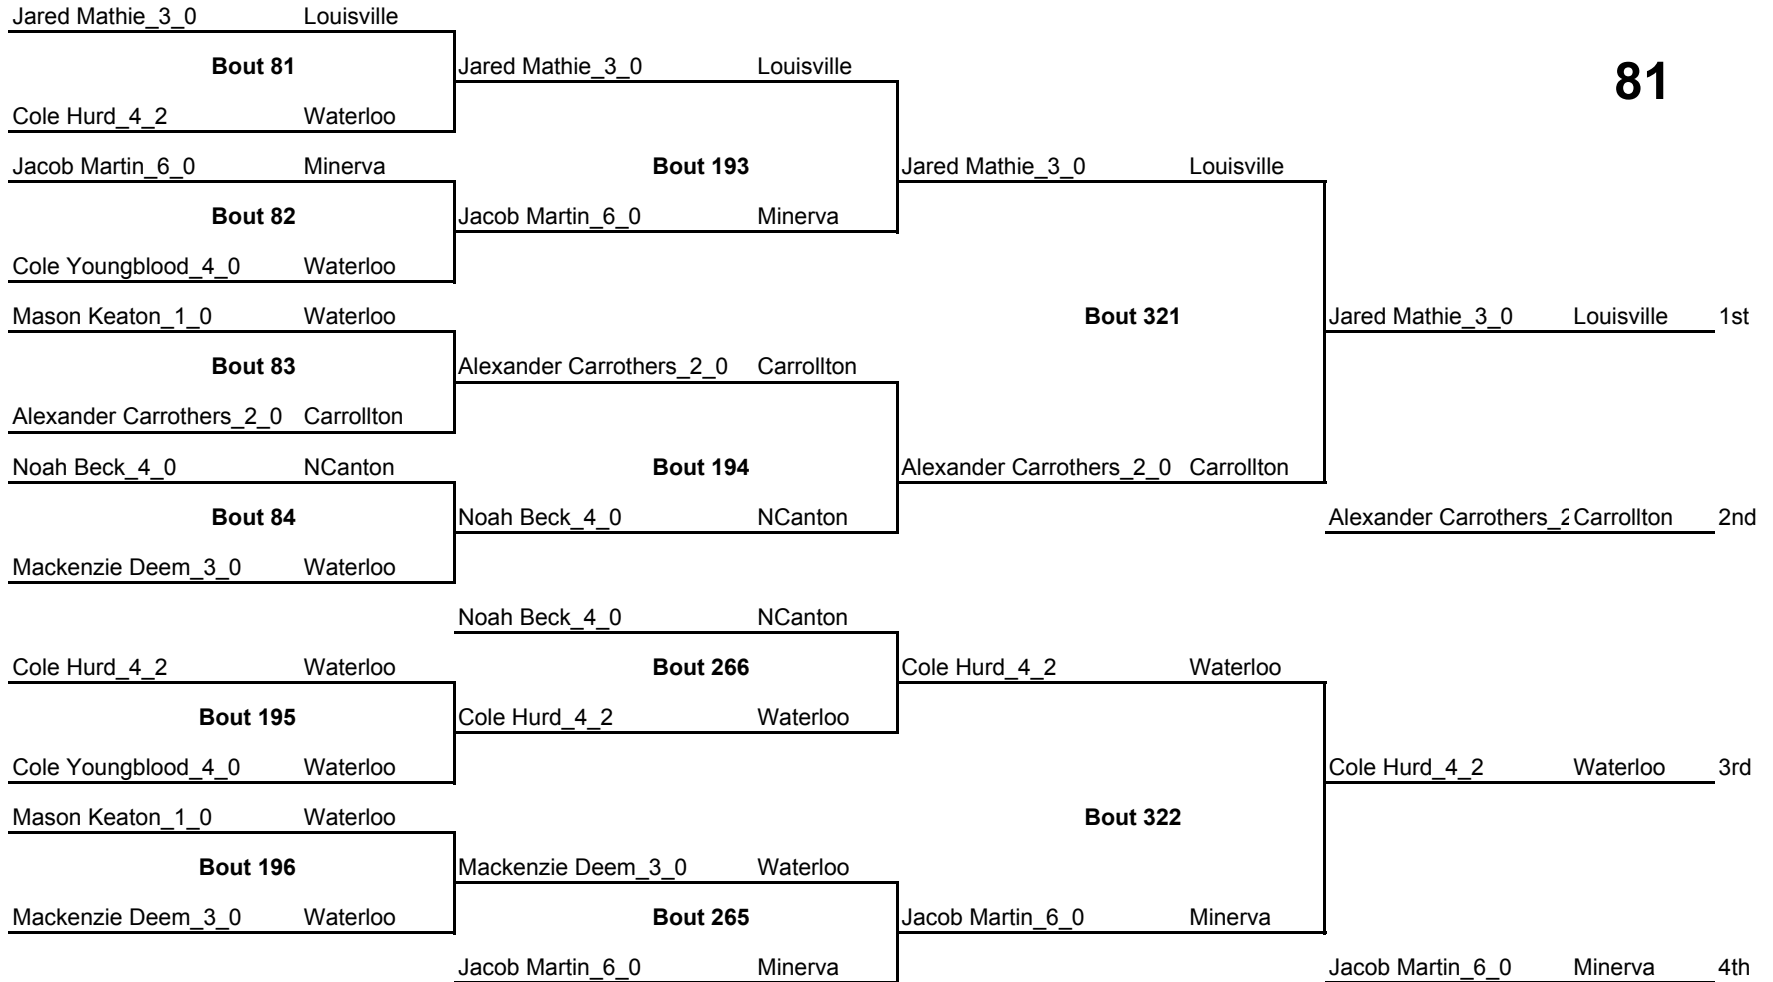 Jared Mathie_3_0 Louisville
Bout 81 Jared Mathie_3_0 Louisville 81
Cole Hurd_4_2 Waterloo
Jacob Martin_6_0 Minerva Bout 193 Jared Mathie_3_0 Louisville
Bout 82 Jacob Martin_6_0 Minerva
Cole Youngblood_4_0 Waterloo
Mason Keaton_1_0 Waterloo Bout 321 Jared Mathie_3_0 Louisville 1st
Bout 83 Alexander Carrothers_2_0 Carrollton
Alexander Carrothers_2_0 Carrollton
Noah Beck_4_0 NCanton Bout 194 Alexander Carrothers_2_0 Carrollton
Bout 84 Noah Beck_4_0 NCanton Alexander Carrothers_2 Carrollton 2nd
Mackenzie Deem_3_0 Waterloo
Noah Beck_4_0 NCanton
Cole Hurd_4_2 Waterloo Bout 266 Cole Hurd_4_2 Waterloo
Bout 195 Cole Hurd_4_2 Waterloo
Cole Youngblood_4_0 Waterloo Cole Hurd_4_2 Waterloo 3rd
Mason Keaton_1_0 Waterloo Bout 322
Bout 196 Mackenzie Deem_3_0 Waterloo
Mackenzie Deem_3_0 Waterloo Bout 265 Jacob Martin_6_0 Minerva
Jacob Martin_6_0 Minerva Jacob Martin_6_0 Minerva 4th